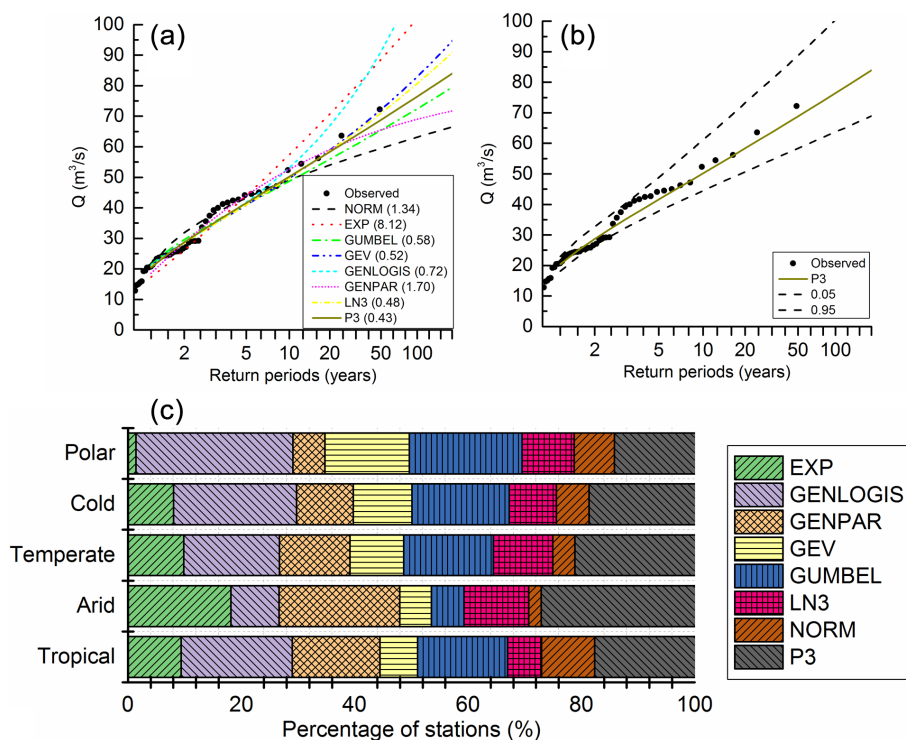 (a)
Q (m³/s)
100
90
80
70
60
50
40
30
20
10
0
2 5 10 20 50 100
Return periods (years)
Observed
NORM (1.34)
EXP (8.12)
GUMBEL (0.58)
GEV (0.52)
GENLOGIS (0.72)
GENPAR (1.70)
LN3 (0.48)
P3 (0.43)
(b)
Q (m³/s)
100
90
80
70
60
50
40
30
20
10
0
2 5 10 20 50 100
Return periods (years)
Observed
P3
0.05
0.95
(c)
Polar
Cold
Temperate
Arid
Tropical
0 20 40 60 80 100
Percentage of stations (%)
EXP
GENLOGIS
GENPAR
GEV
GUMBEL
LN3
NORM
P3